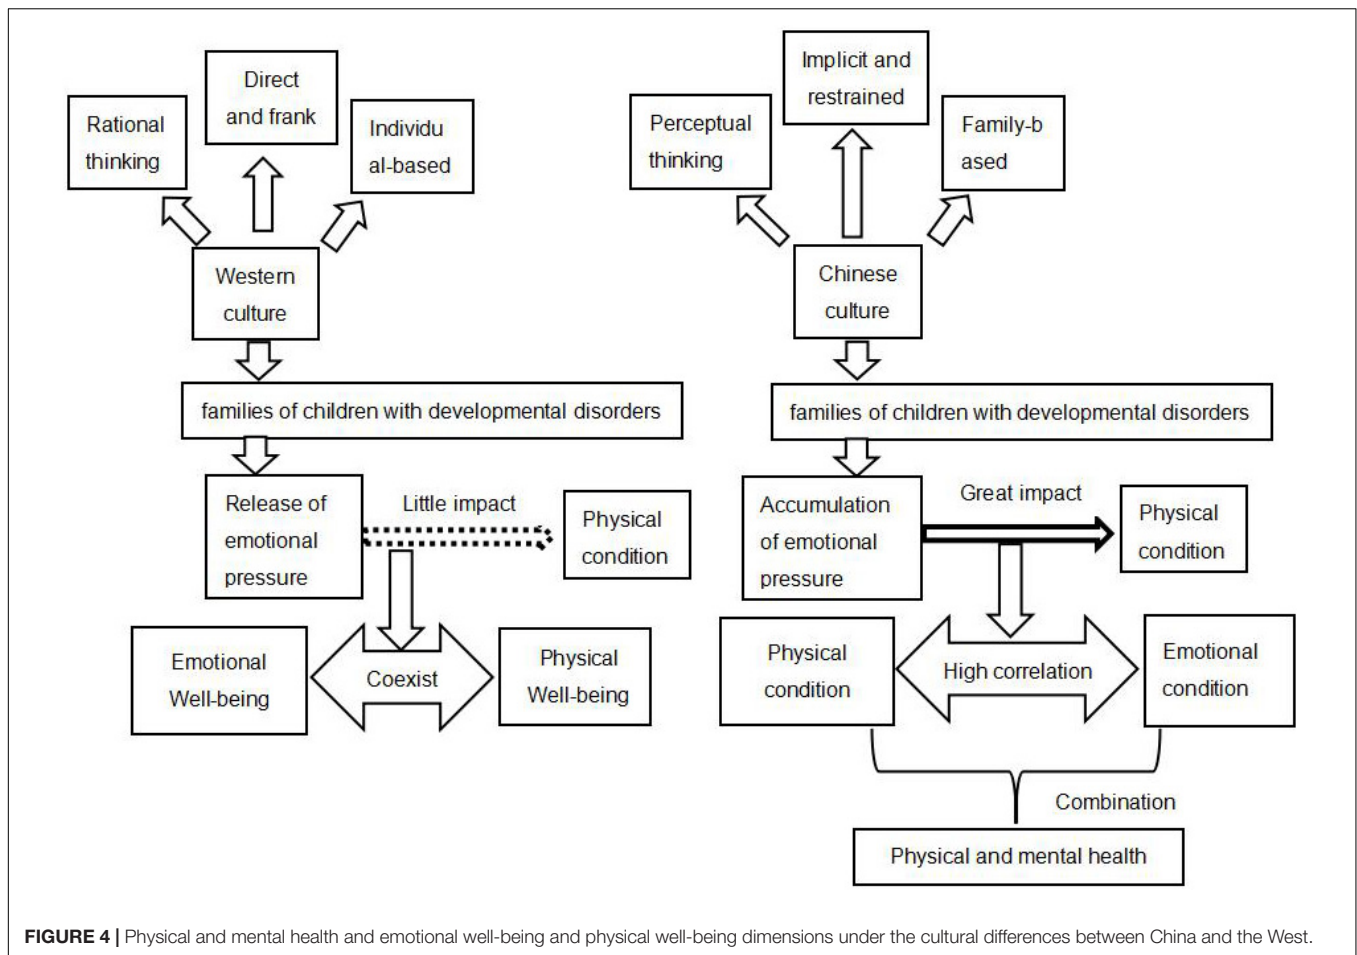 Direct
and frank
Rational
thinking
Individu
al-based
Western
culture
families of children with developmental disorders
Release of
emotional
pressure
Little impact
Physical
condition
Emotional
Well-being
Coexist
Physical
Well-being
Implicit and
restrained
Perceptual
thinking
Family-b
ased
Chinese
culture
families of children with developmental disorders
Accumulation
of emotional
pressure
Great impact
Physical
condition
Physical
condition
High correlation
Emotional
condition
Combination
Physical and mental health
FIGURE 4 | Physical and mental health and emotional well-being and physical well-being dimensions under the cultural differences between China and the West.